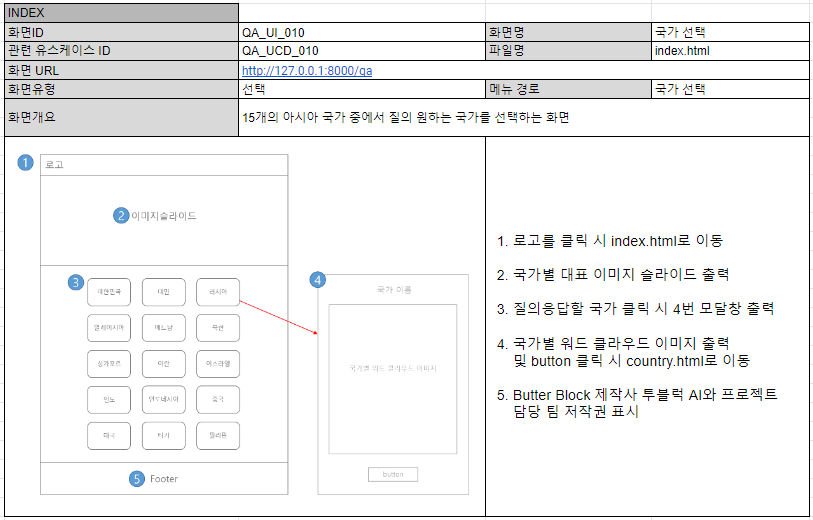 INDEX
화면ID QA_UI_010 화면명 국가 선택
관련 유스케이스 ID QA_UCD_010 파일명 index.html
화면 URL http://127.0.0.1:8000/qa
화면유형 선택 메뉴 경로 국가 선택
화면개요 15개의 아시아 국가 중에서 질의 원하는 국가를 선택하는 화면
1 로고
2 이미지슬라이드
3 대한민국 대만 러시아
말레이시아 베트남 북한
싱가포르 이란 이스라엘
인도 인도네시아 중국
태국 터키 필리핀
5 Footer
4 국가 이름
국가별 워드 클라우드 이미지
button
1. 로고를 클릭 시 index.html로 이동
2. 국가별 대표 이미지 슬라이드 출력
3. 질의응답할 국가 클릭 시 4번 모달창 출력
4. 국가별 워드 클라우드 이미지 출력
및 button 클릭 시 country.html로 이동
5. Butter Block 제작사 투블럭 AI와 프로젝트
담당 팀 저작권 표시